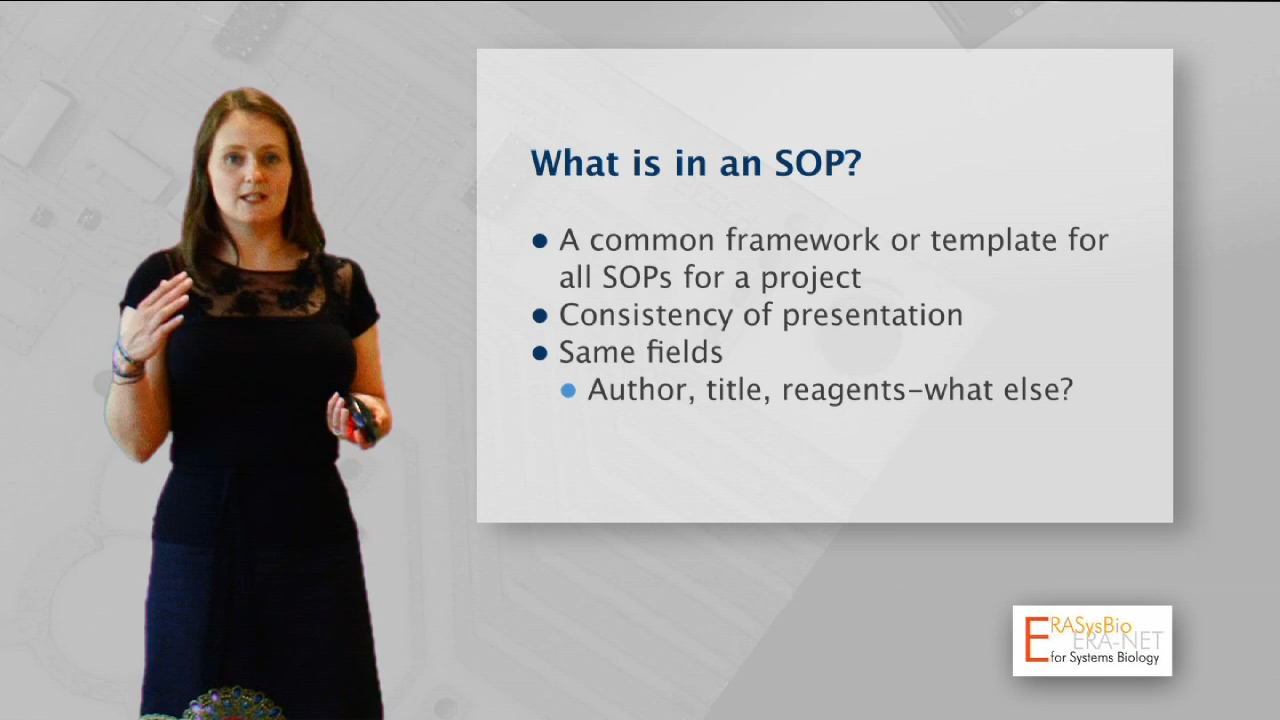 What is in an SOP?
● A common framework or template for
all SOPs for a project
● Consistency of presentation
● Same fields
● Author, title, reagents–what else?
ERASysBio
ERA-NET
for Systems Biology